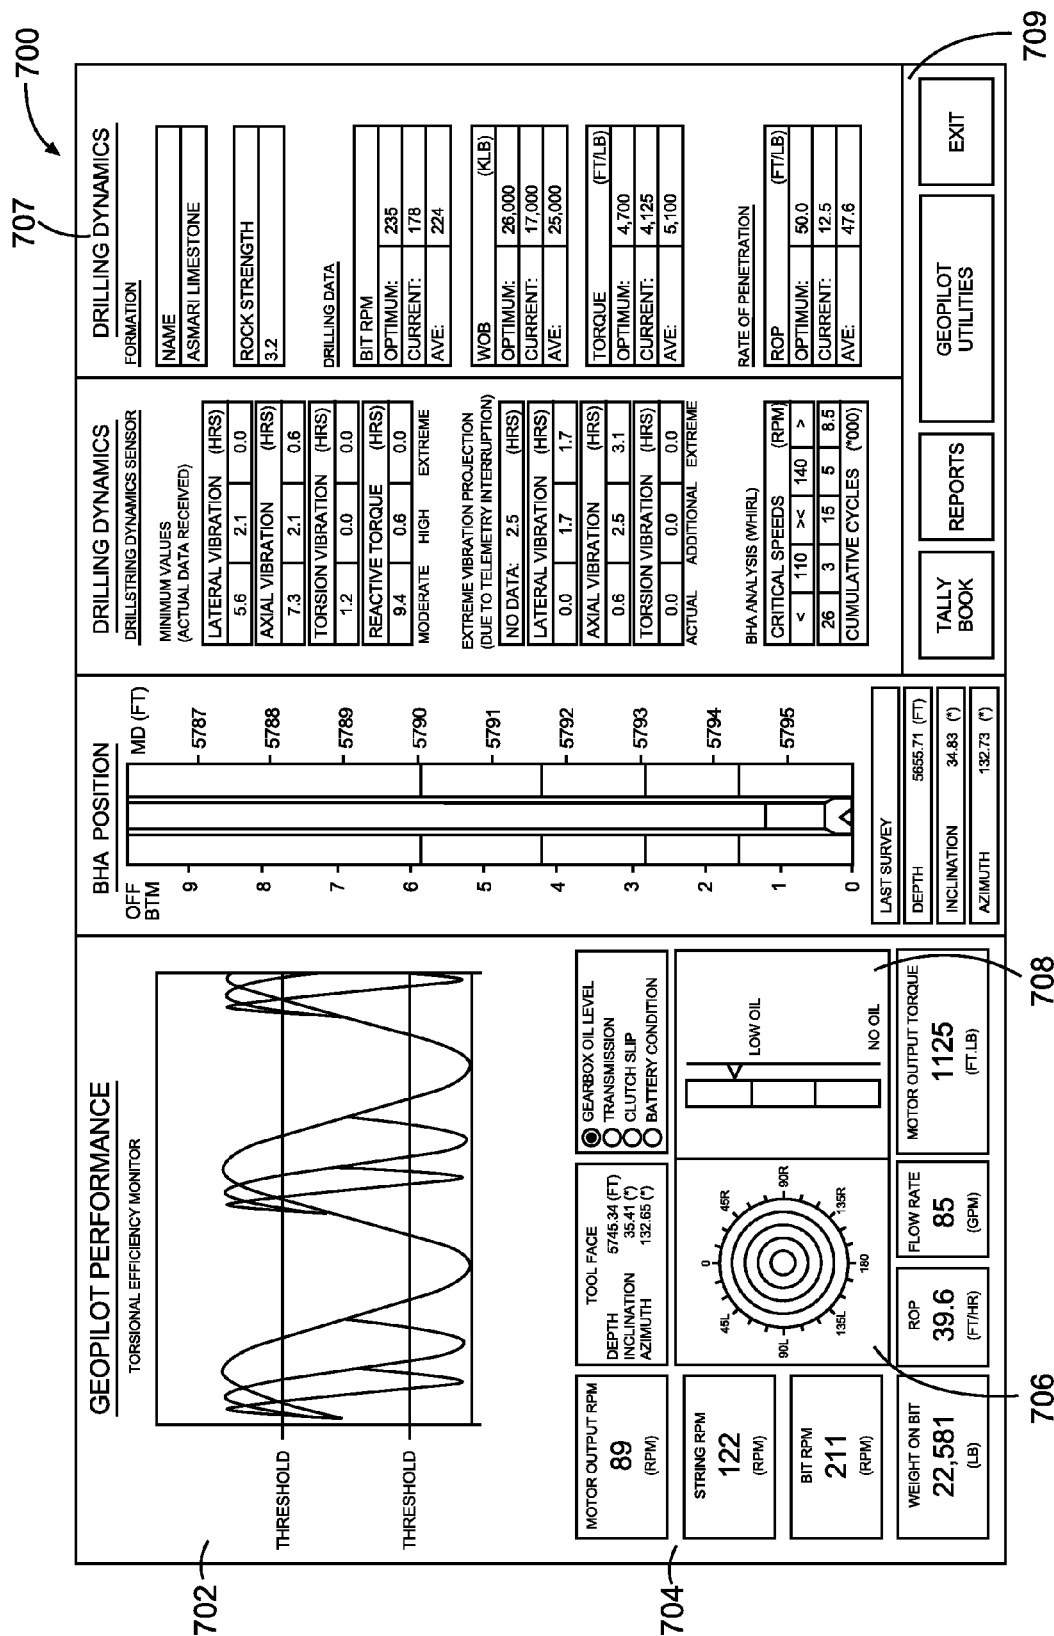 700
707
GEOPILOT PERFORMANCE
TORSIONAL EFFICIENCY MONITOR
THRESHOLD
THRESHOLD
702
704
MOTOR OUTPUT RPM
89
(RPM)
STRING RPM
122
(RPM)
BIT RPM
211
(RPM)
WEIGHT ON BIT
22,581
(LB)
TOOL FACE
DEPTH 5745.34 (FT)
INCLINATION 35.41 (*)
AZIMUTH 132.65 (*)
0
45L 45R
90L 90R
135L 135R
180
706
ROP
39.6
(FT/HR)
FLOW RATE
85
(GPM)
GEARBOX OIL LEVEL
TRANSMISSION
CLUTCH SLIP
BATTERY CONDITION
LOW OIL
NO OIL
MOTOR OUTPUT TORQUE
1125
(FT.LB)
708
BHA POSITION
OFF
BTM
MD (FT)
9 5787
8 5788
7 5789
6 5790
5 5791
4 5792
3 5793
2 5794
1 5795
0
LAST SURVEY
DEPTH 5655.71 (FT)
INCLINATION 34.83 (*)
AZIMUTH 132.73 (*)
DRILLING DYNAMICS
DRILLSTRING DYNAMICS SENSOR
MINIMUM VALUES
(ACTUAL DATA RECEIVED)
LATERAL VIBRATION (HRS)
5.6 2.1 0.0
AXIAL VIBRATION (HRS)
7.3 2.1 0.6
TORSION VIBRATION (HRS)
1.2 0.0 0.0
REACTIVE TORQUE (HRS)
9.4 0.6 0.0
MODERATE HIGH EXTREME
EXTREME VIBRATION PROJECTION
(DUE TO TELEMETRY INTERRUPTION)
NO DATA: 2.5 (HRS)
LATERAL VIBRATION (HRS)
0.0 1.7 1.7
AXIAL VIBRATION (HRS)
0.6 2.5 3.1
TORSION VIBRATION (HRS)
0.0 0.0 0.0
ACTUAL ADDITIONAL EXTREME
BHA ANALYSIS (WHIRL)
CRITICAL SPEEDS (RPM)
< 110 >< 140 >
26 3 15 5 8.5
CUMULATIVE CYCLES (*000)
DRILLING DYNAMICS
FORMATION
NAME
ASMARI LIMESTONE
ROCK STRENGTH
3.2
DRILLING DATA
BIT RPM
OPTIMUM: 235
CURRENT: 178
AVE: 224
WOB (KLB)
OPTIMUM: 26,000
CURRENT: 17,000
AVE: 25,000
TORQUE (FT/LB)
OPTIMUM: 4,700
CURRENT: 4,125
AVE: 5,100
RATE OF PENETRATION
ROP (FT/LB)
OPTIMUM: 50.0
CURRENT: 12.5
AVE: 47.6
TALLY
BOOK
REPORTS
GEOPILOT
UTILITIES
EXIT
709